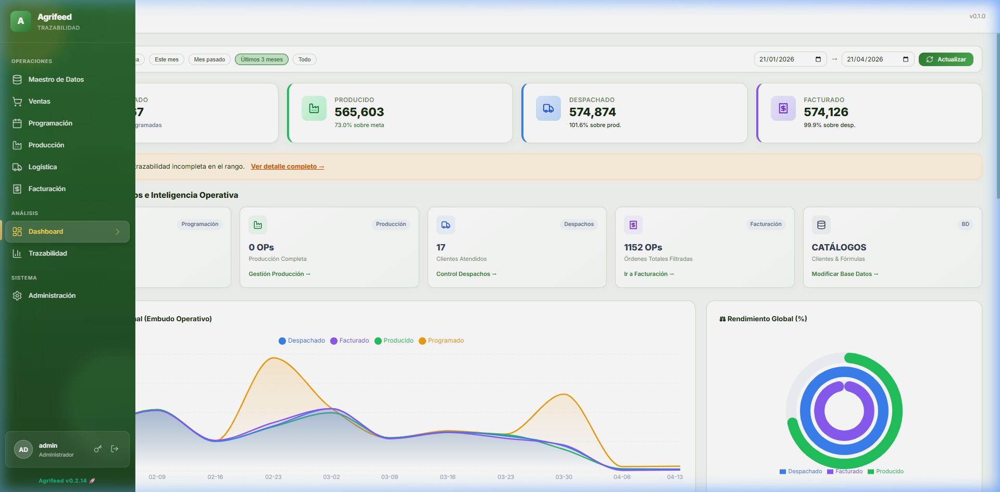 A
Agrifeed
TRAZABILIDAD
OPERACIONES
Maestro de Datos
Ventas
Programación
Producción
Logística
Facturación
ANÁLISIS
Dashboard
Trazabilidad
SISTEMA
Administración
AD
admin
Administrador
Agrifeed v0.2.14 🚀
v0.1.0
Este mes
Mes pasado
Últimos 3 meses
Todo
21/01/2026 → 21/04/2026
Actualizar
PRODUCIDO
565,603
73.0% sobre meta
DESPACHADO
574,874
101.6% sobre prod.
FACTURADO
574,126
99.9% sobre desp.
trazabilidad incompleta en el rango. Ver detalle completo →
os e Inteligencia Operativa
Programación
Producción
0 OPs
Producción Completa
Gestión Producción →
Despachos
17
Clientes Atendidos
Control Despachos →
Facturación
1152 OPs
Órdenes Totales Filtradas
Ir a Facturación →
BD
CATÁLOGOS
Clientes & Fórmulas
Modificar Base Datos →
(Embudo Operativo)
Despachado Facturado Producido Programado
02-09 02-16 02-23 03-02 03-09 03-16 03-23 03-30 04-06 04-13
Rendimiento Global (%)
Despachado Facturado Producido